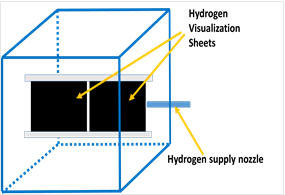 Hydrogen
Visualization
Sheets
Hydrogen supply nozzle